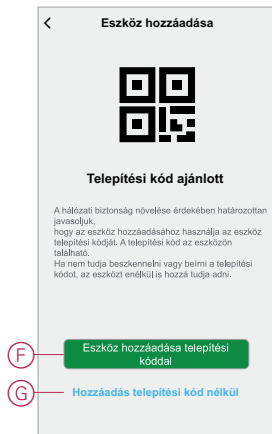 Eszköz hozzáadása
Telepítési kód ajánlott
A hálózati biztonság növelése érdekében határozottan
javasoljuk,
hogy az eszköz hozzáadásához használja az eszköz
telepítési kódját. A telepítési kód az eszközön
található.
Ha nem tudja beszkennelni vagy beírni a telepítési
kódot, az eszközt enélkül is hozzá tudja adni.
F
Eszköz hozzáadása telepítési
kóddal
G
Hozzáadás telepítési kód nélkül